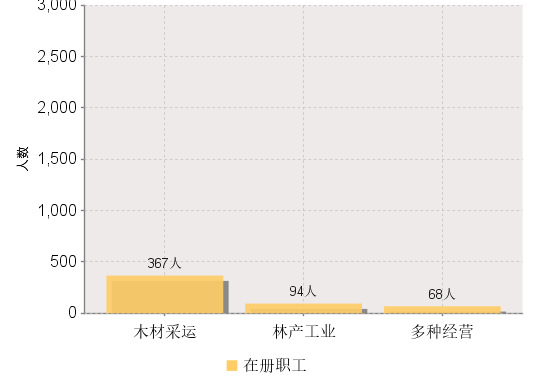 3,000
2,500
2,000
1,500
1,000
500
0
人数
367人
94人
68人
木材采运
林产工业
多种经营
在册职工